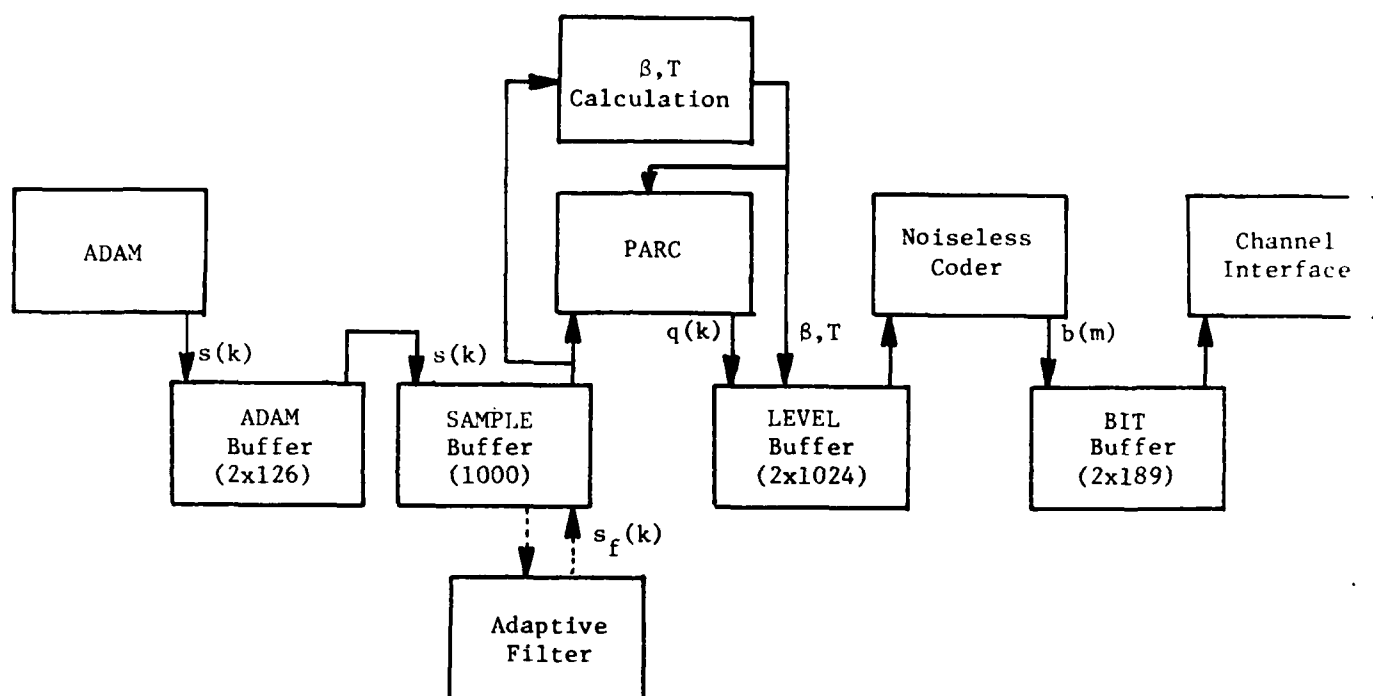 β,T
Calculation
ADAM
PARC
Noiseless
Coder
Channel
Interface
s(k)
s(k)
q(k)
β,T
b(m)
ADAM
Buffer
(2x126)
SAMPLE
Buffer
(1000)
LEVEL
Buffer
(2x1024)
BIT
Buffer
(2x189)
s_f(k)
Adaptive
Filter